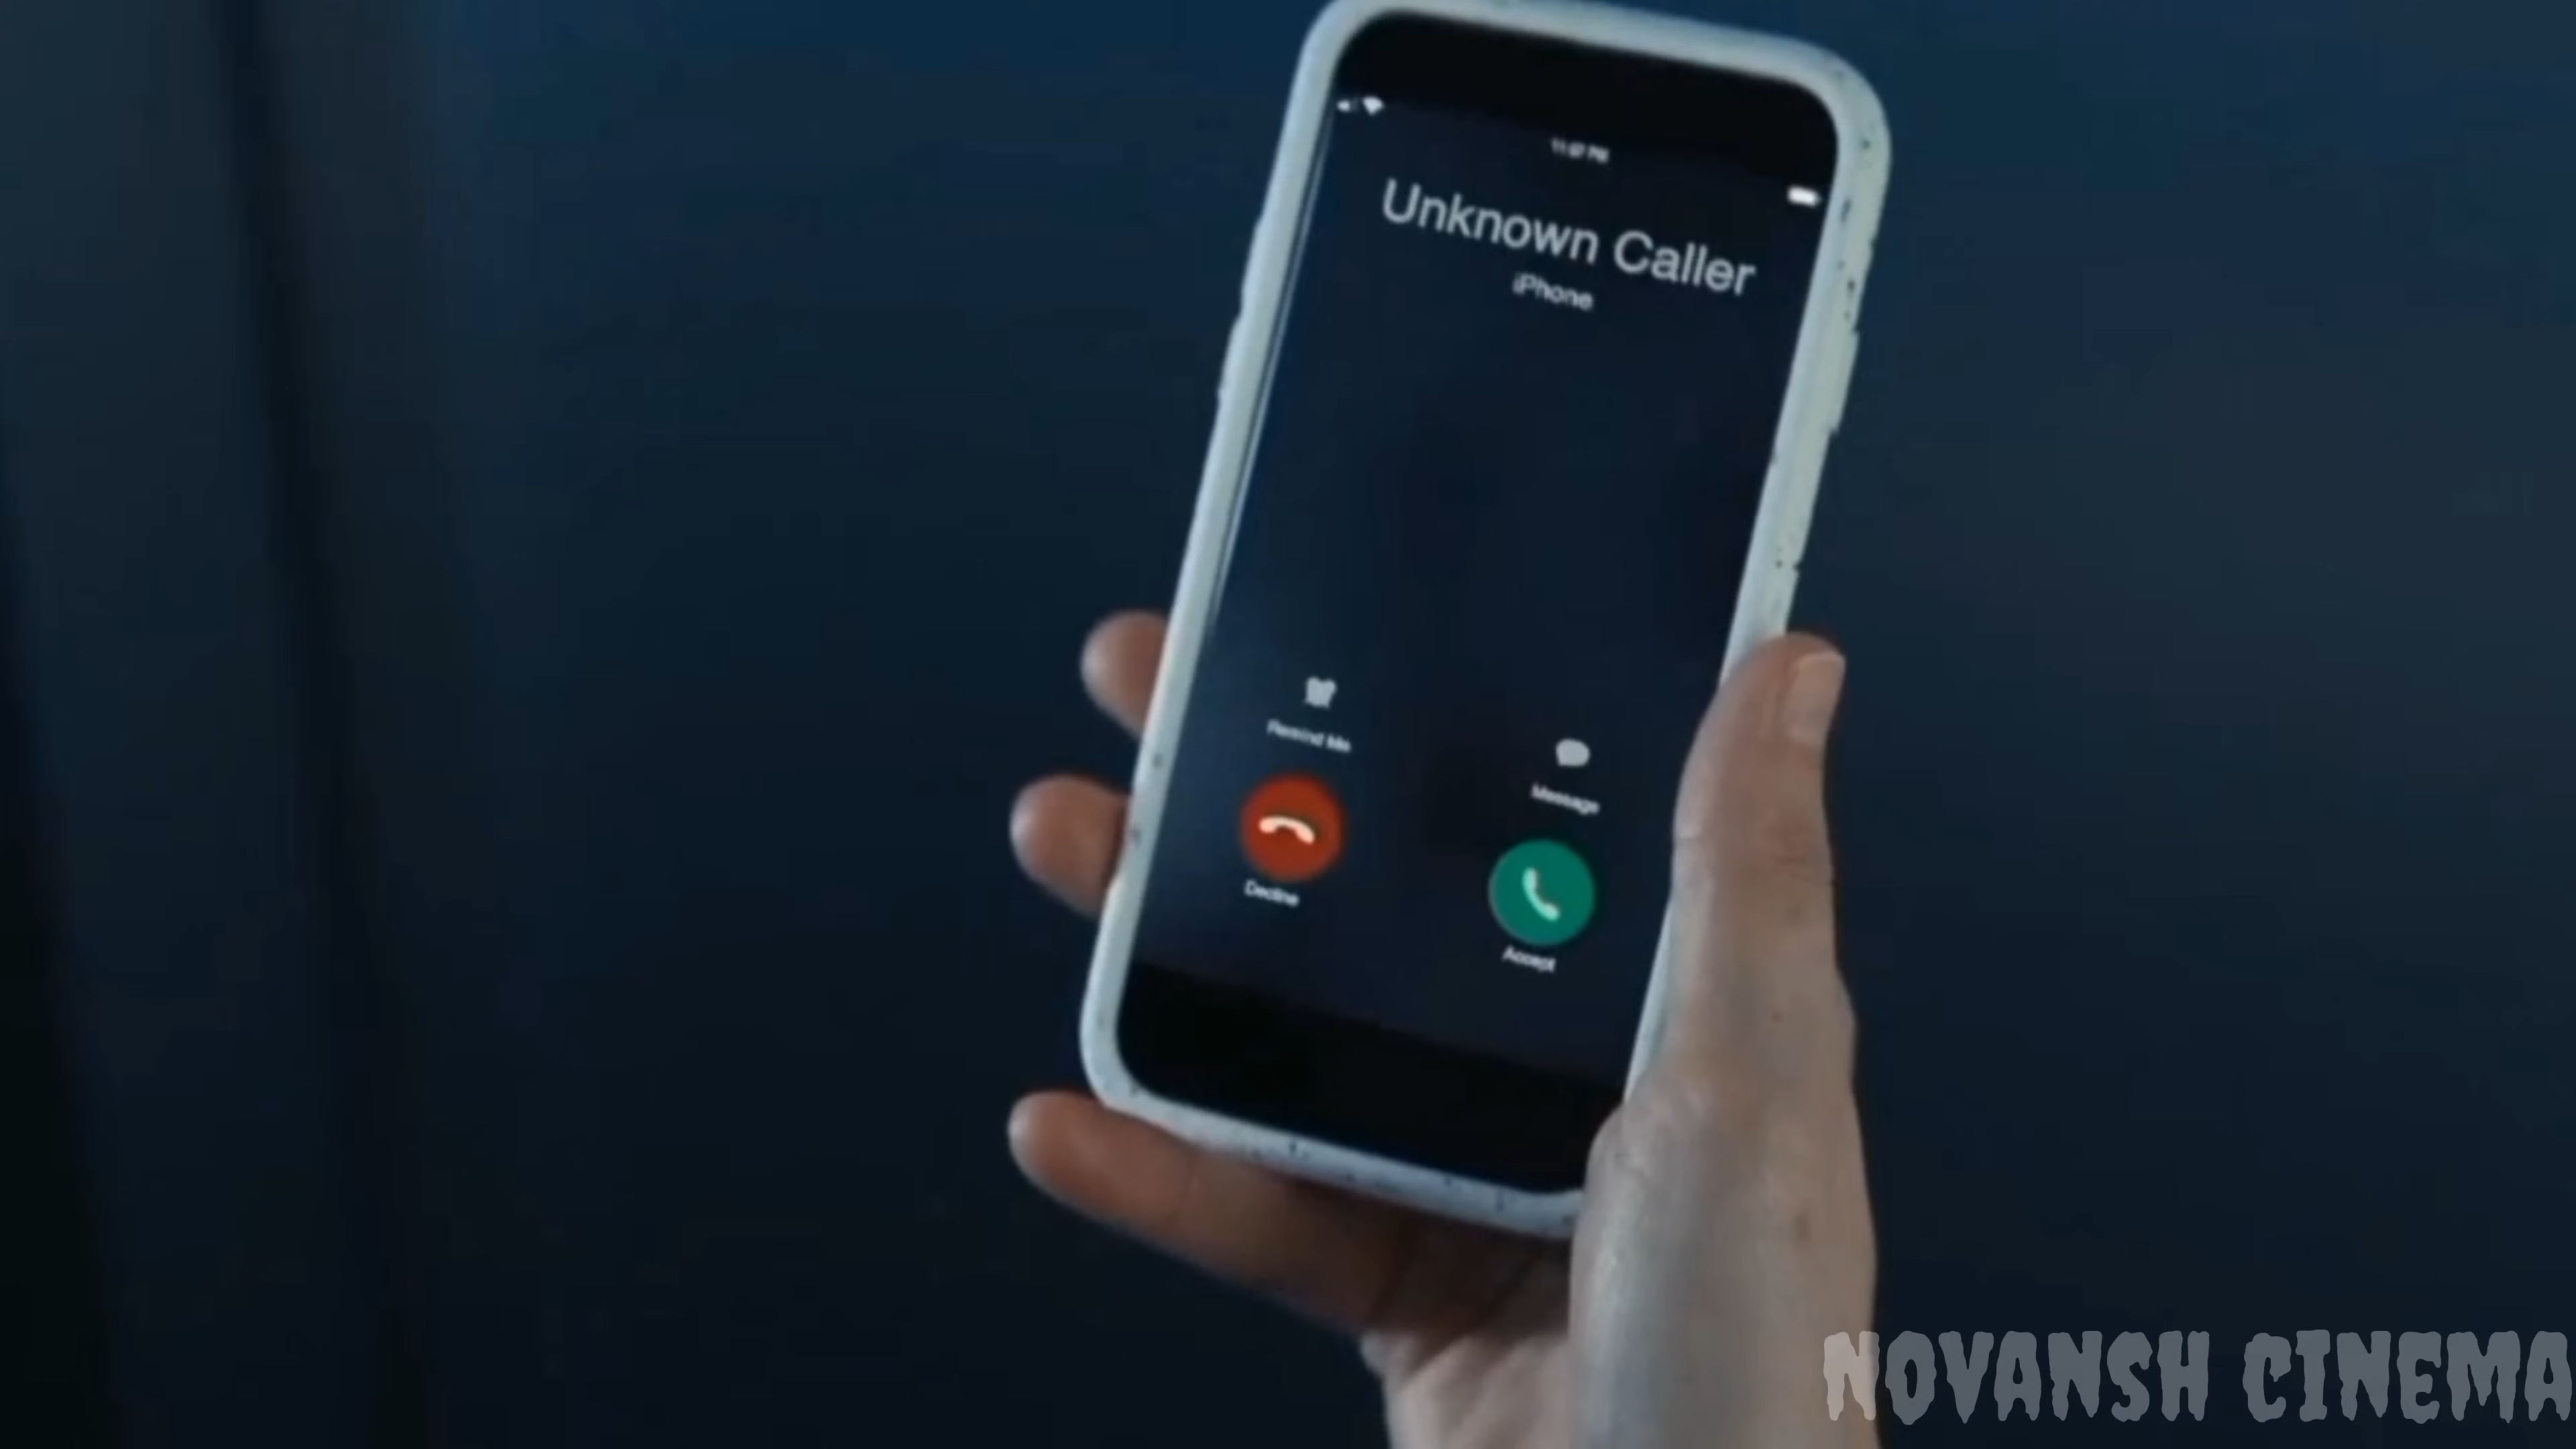 Unknown Caller
iPhone
Remind Me
Message
Decline
Accept
NOVANSH CINEMA